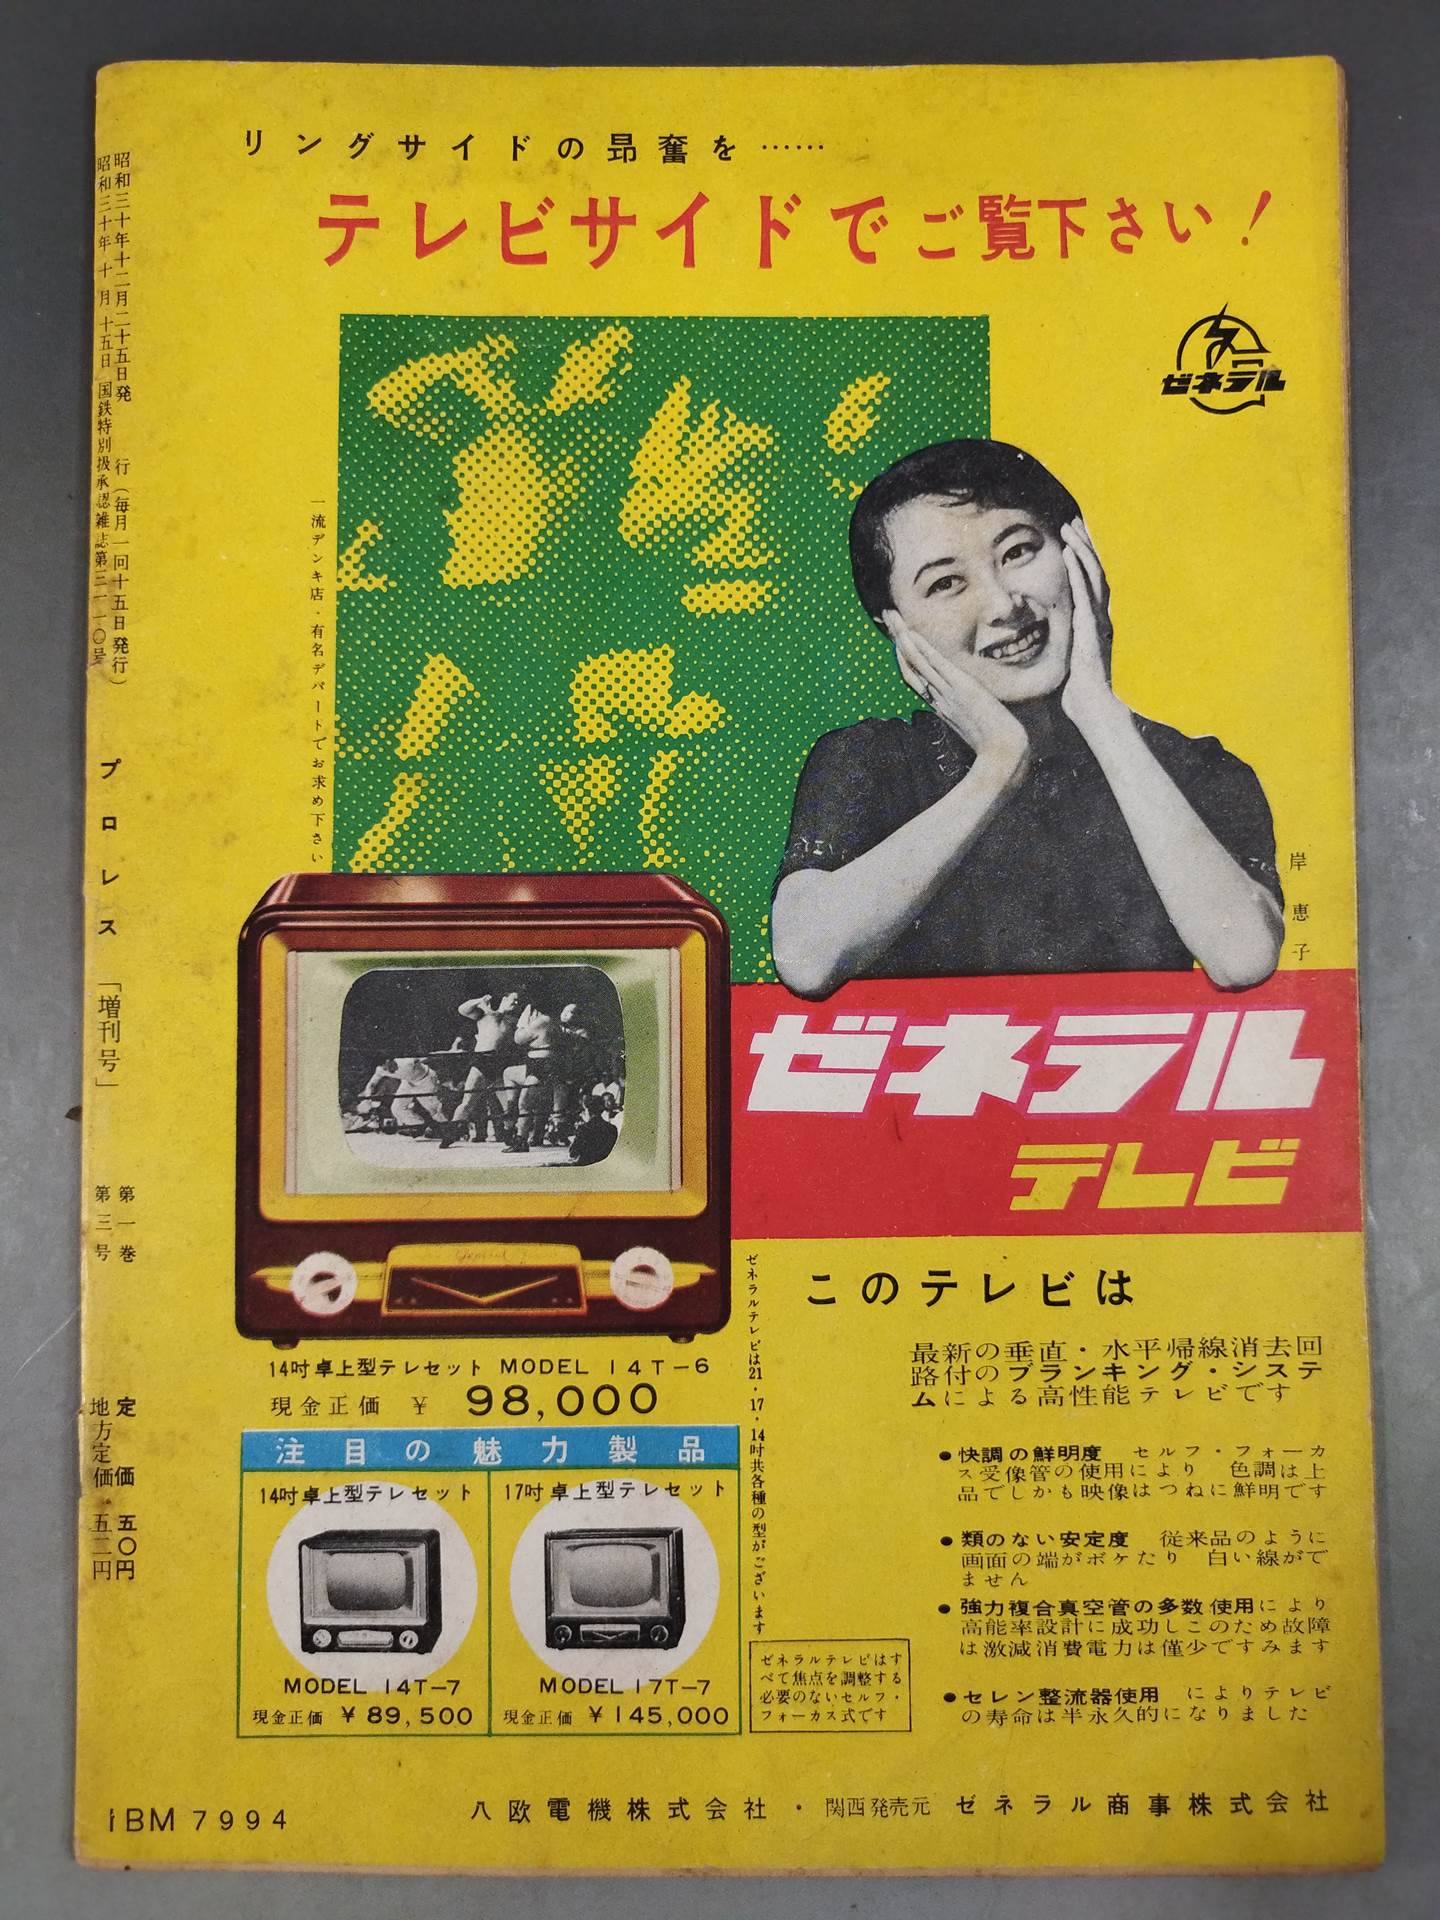 リングサイドの昂奮を……
テレビサイドでご覧下さい！
ゼネラル
昭和三十年十二月二十五日発　行（毎月一回十五日発行）
昭和三十年 十 月 十五日 国鉄特別扱承認雑誌第三一一〇号
プロレス「増刊号」
第一巻
第三号
定　価　五〇円
地方定価・五二円
一流デンキ店・有名デパートでお求め下さい
岸恵子
ゼネラル
テレビ
General
14吋卓上型テレセット MODEL 14T-6
現金正価 ¥ 98,000
注目の魅力製品
14吋卓上型テレセット
MODEL 14T-7
現金正価 ¥ 89,500
17吋卓上型テレセット
MODEL 17T-7
現金正価 ¥ 145,000
ゼネラルテレビは21・17・14吋共各種の型がございます
このテレビは
最新の垂直・水平帰線消去回
路付のブランキング・システ
ムによる高性能テレビです
●快調の鮮明度　セルフ・フォーカ
ス受像管の使用により　色調は上
品でしかも映像はつねに鮮明です
●類のない安定度　従来品のように
画面の端がボケたり　白い線がで
ません
●強力複合真空管の多数使用により
高能率設計に成功しこのため故障
は激減消費電力は僅少ですみます
●セレン整流器使用　によりテレビ
の寿命は半永久的になりました
ゼネラルテレビはす
べて焦点を調整する
必要のないセルフ・
フォーカス式です
IBM 7994
八欧電機株式会社・関西発売元 ゼネラル商事株式会社